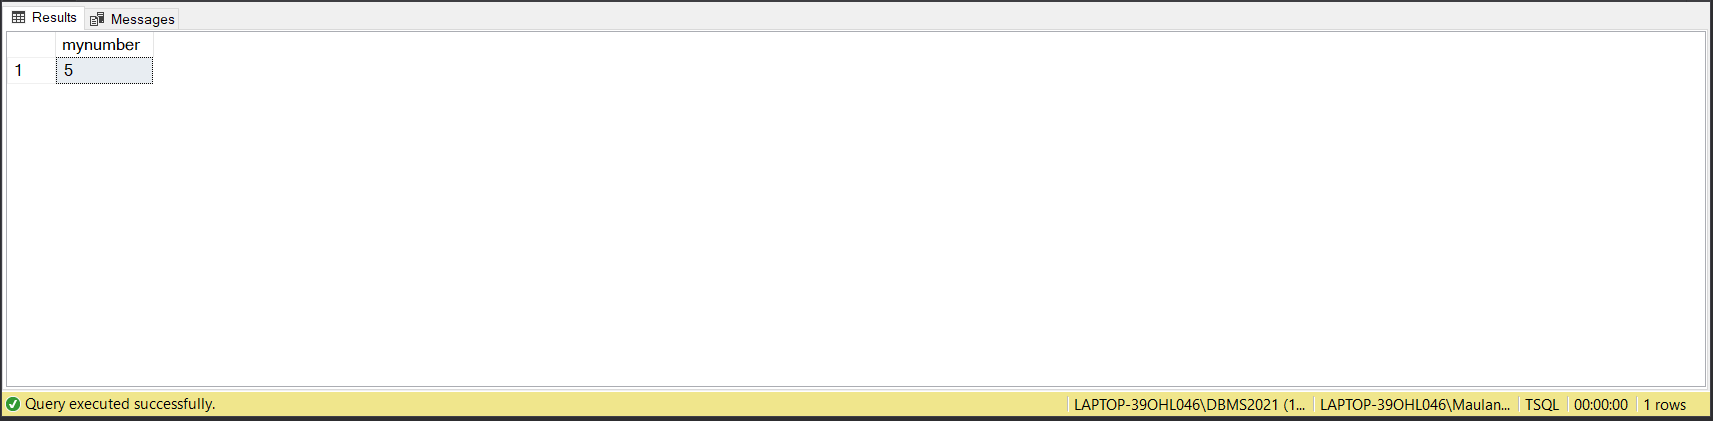 Results Messages
mynumber
1 5
Query executed successfully. LAPTOP-39OHL046\DBMS2021 (1... LAPTOP-39OHL046\Maulan... TSQL 00:00:00 1 rows